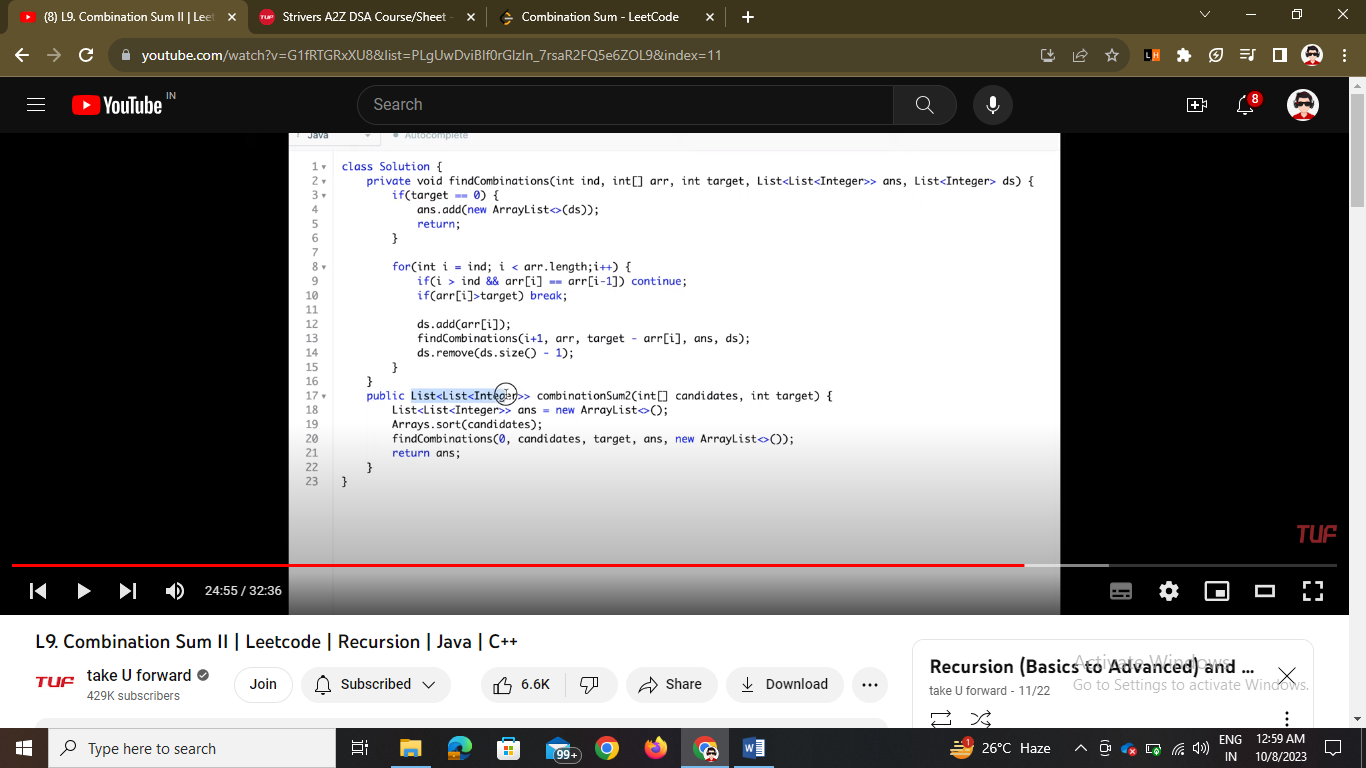 (8) L9. Combination Sum II | Leet
Strivers A2Z DSA Course/Sheet -
Combination Sum - LeetCode
youtube.com/watch?v=G1fRTGRxXU8&list=PLgUwDviBIf0rGlzIn_7rsaR2FQ5e6ZOL9&index=11
YouTube IN
Search
8
Java
Autocomplete
1 class Solution {
2 private void findCombinations(int ind, int[] arr, int target, List<List<Integer>> ans, List<Integer> ds) {
3 if(target == 0) {
4 ans.add(new ArrayList<>(ds));
5 return;
6 }
7
8 for(int i = ind; i < arr.length;i++) {
9 if(i > ind && arr[i] == arr[i-1]) continue;
10 if(arr[i]>target) break;
11
12 ds.add(arr[i]);
13 findCombinations(i+1, arr, target - arr[i], ans, ds);
14 ds.remove(ds.size() - 1);
15 }
16 }
17 public List<List<Integer>> combinationSum2(int[] candidates, int target) {
18 List<List<Integer>> ans = new ArrayList<>();
19 Arrays.sort(candidates);
20 findCombinations(0, candidates, target, ans, new ArrayList<>());
21 return ans;
22 }
23 }
TUF
24:55 / 32:36
L9. Combination Sum II | Leetcode | Recursion | Java | C++
TUF
take U forward
429K subscribers
Join
Subscribed
6.6K
Share
Download
Recursion (Basics to Advanced) and ...
take U forward - 11/22
Activate Windows
Go to Settings to activate Windows.
Type here to search
99+
1
26°C Haze
ENG
IN
12:59 AM
10/8/2023